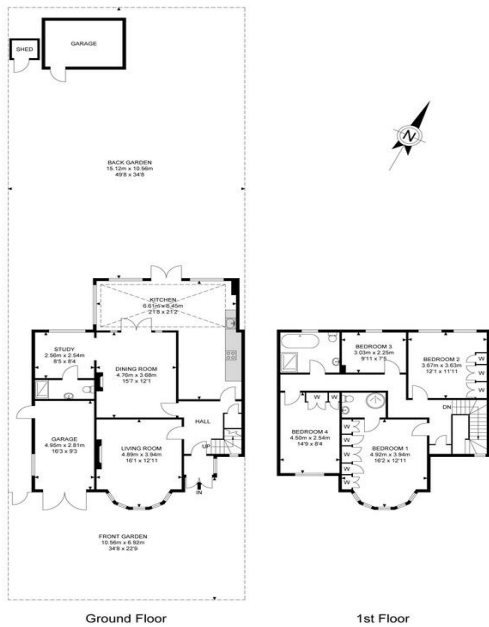 SHED
GARAGE
BACK GARDEN
15.12m x 10.56m
49'8 x 34'8
N
KITCHEN
6.61m x 6.45m
21'8 x 21'2
STUDY
2.56m x 2.54m
8'5 x 8'4
DINING ROOM
4.76m x 3.68m
15'7 x 12'1
HALL
UP
GARAGE
4.95m x 2.81m
16'3 x 9'3
LIVING ROOM
4.89m x 3.94m
16'1 x 12'11
IN
FRONT GARDEN
10.56m x 6.92m
34'8 x 22'9
Ground Floor
BEDROOM 3
3.03m x 2.25m
9'11 x 7'5
BEDROOM 2
3.67m x 3.63m
12'1 x 11'11
W
W
W
W
W
DN
BEDROOM 4
4.50m x 2.54m
14'9 x 8'4
BEDROOM 1
4.92m x 3.94m
16'2 x 12'11
W
W
W
W
W
1st Floor